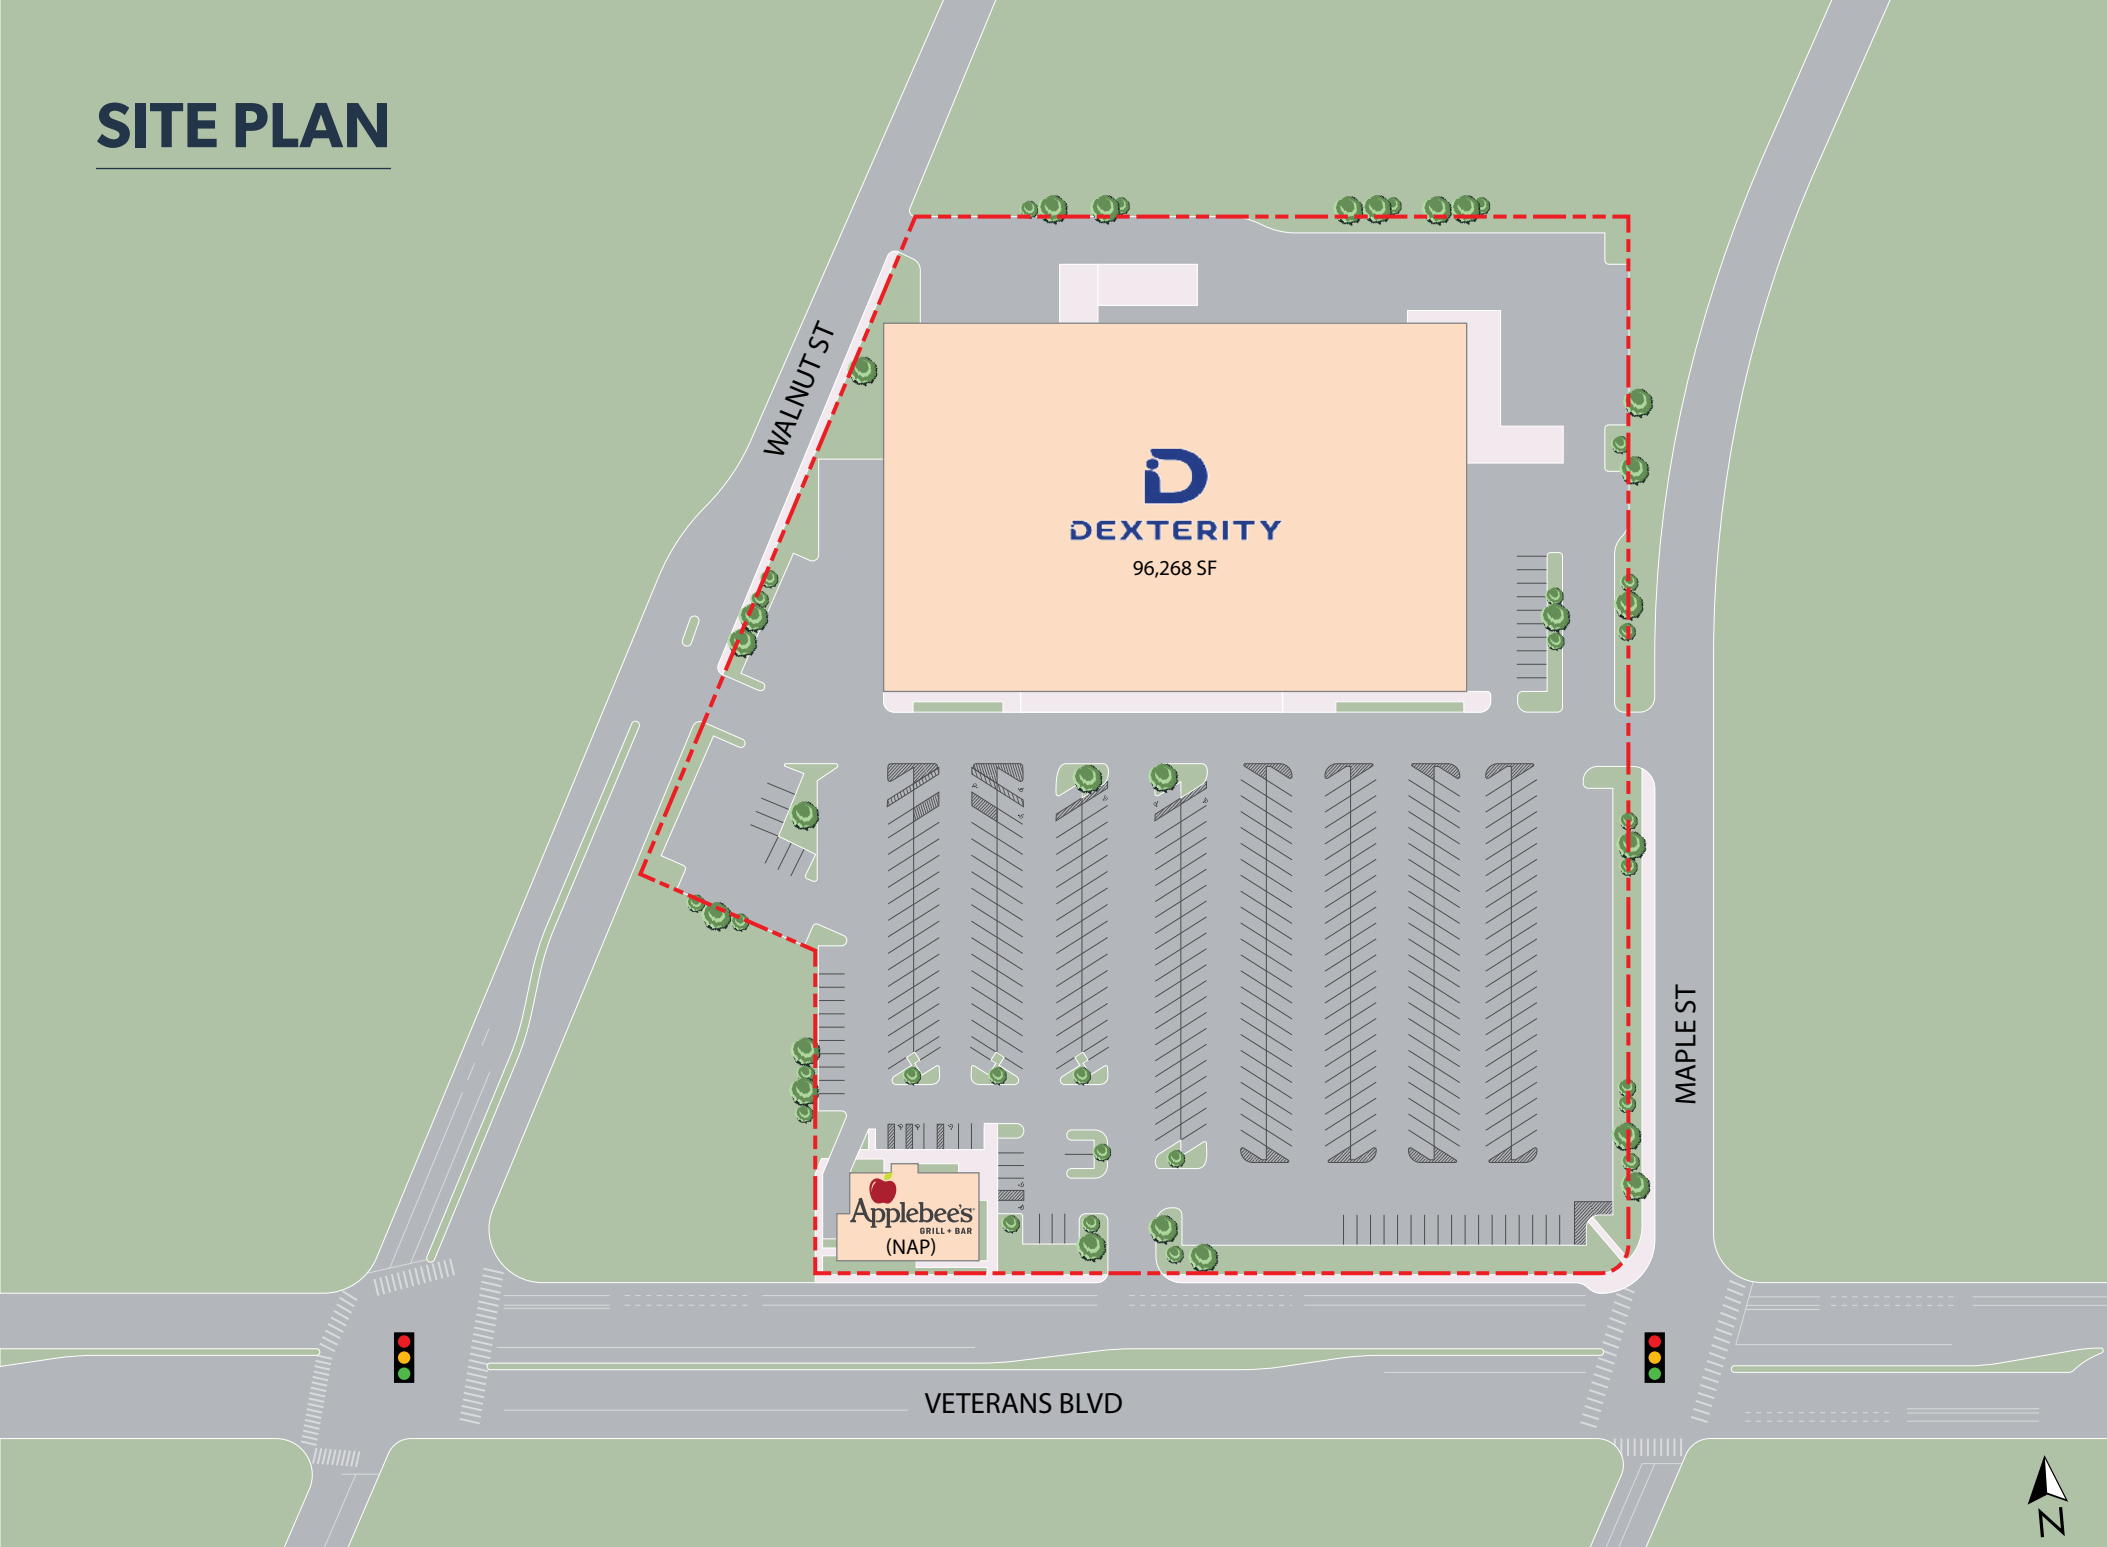 SITE PLAN
WALNUT ST
DEXTERITY
96,268 SF
MAPLE ST
Applebee's
GRILL + BAR
(NAP)
VETERANS BLVD
N